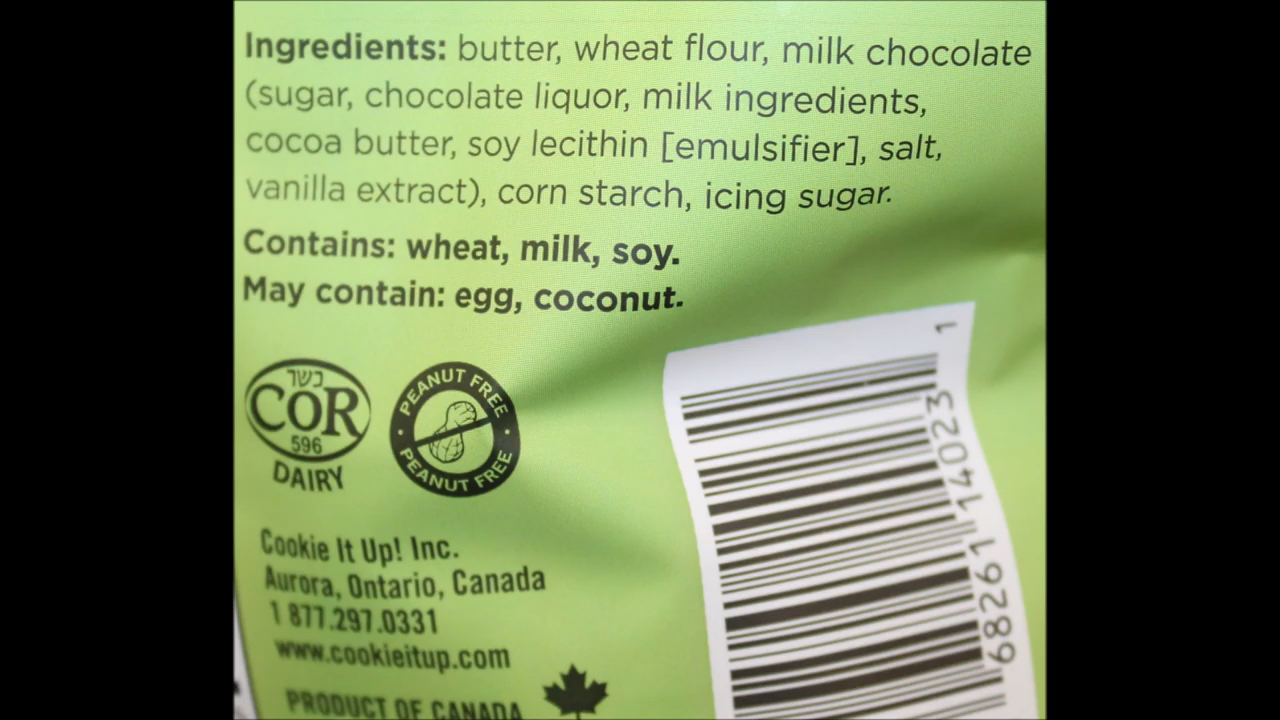 Ingredients: butter, wheat flour, milk chocolate
(sugar, chocolate liquor, milk ingredients,
cocoa butter, soy lecithin [emulsifier], salt,
vanilla extract), corn starch, icing sugar.
Contains: wheat, milk, soy.
May contain: egg, coconut.
כשר
COR
596
DAIRY
PEANUT FREE
PEANUT FREE
Cookie It Up! Inc.
Aurora, Ontario, Canada
1 877.297.0331
www.cookieitup.com
PRODUCT OF CANADA
68261 14023 1